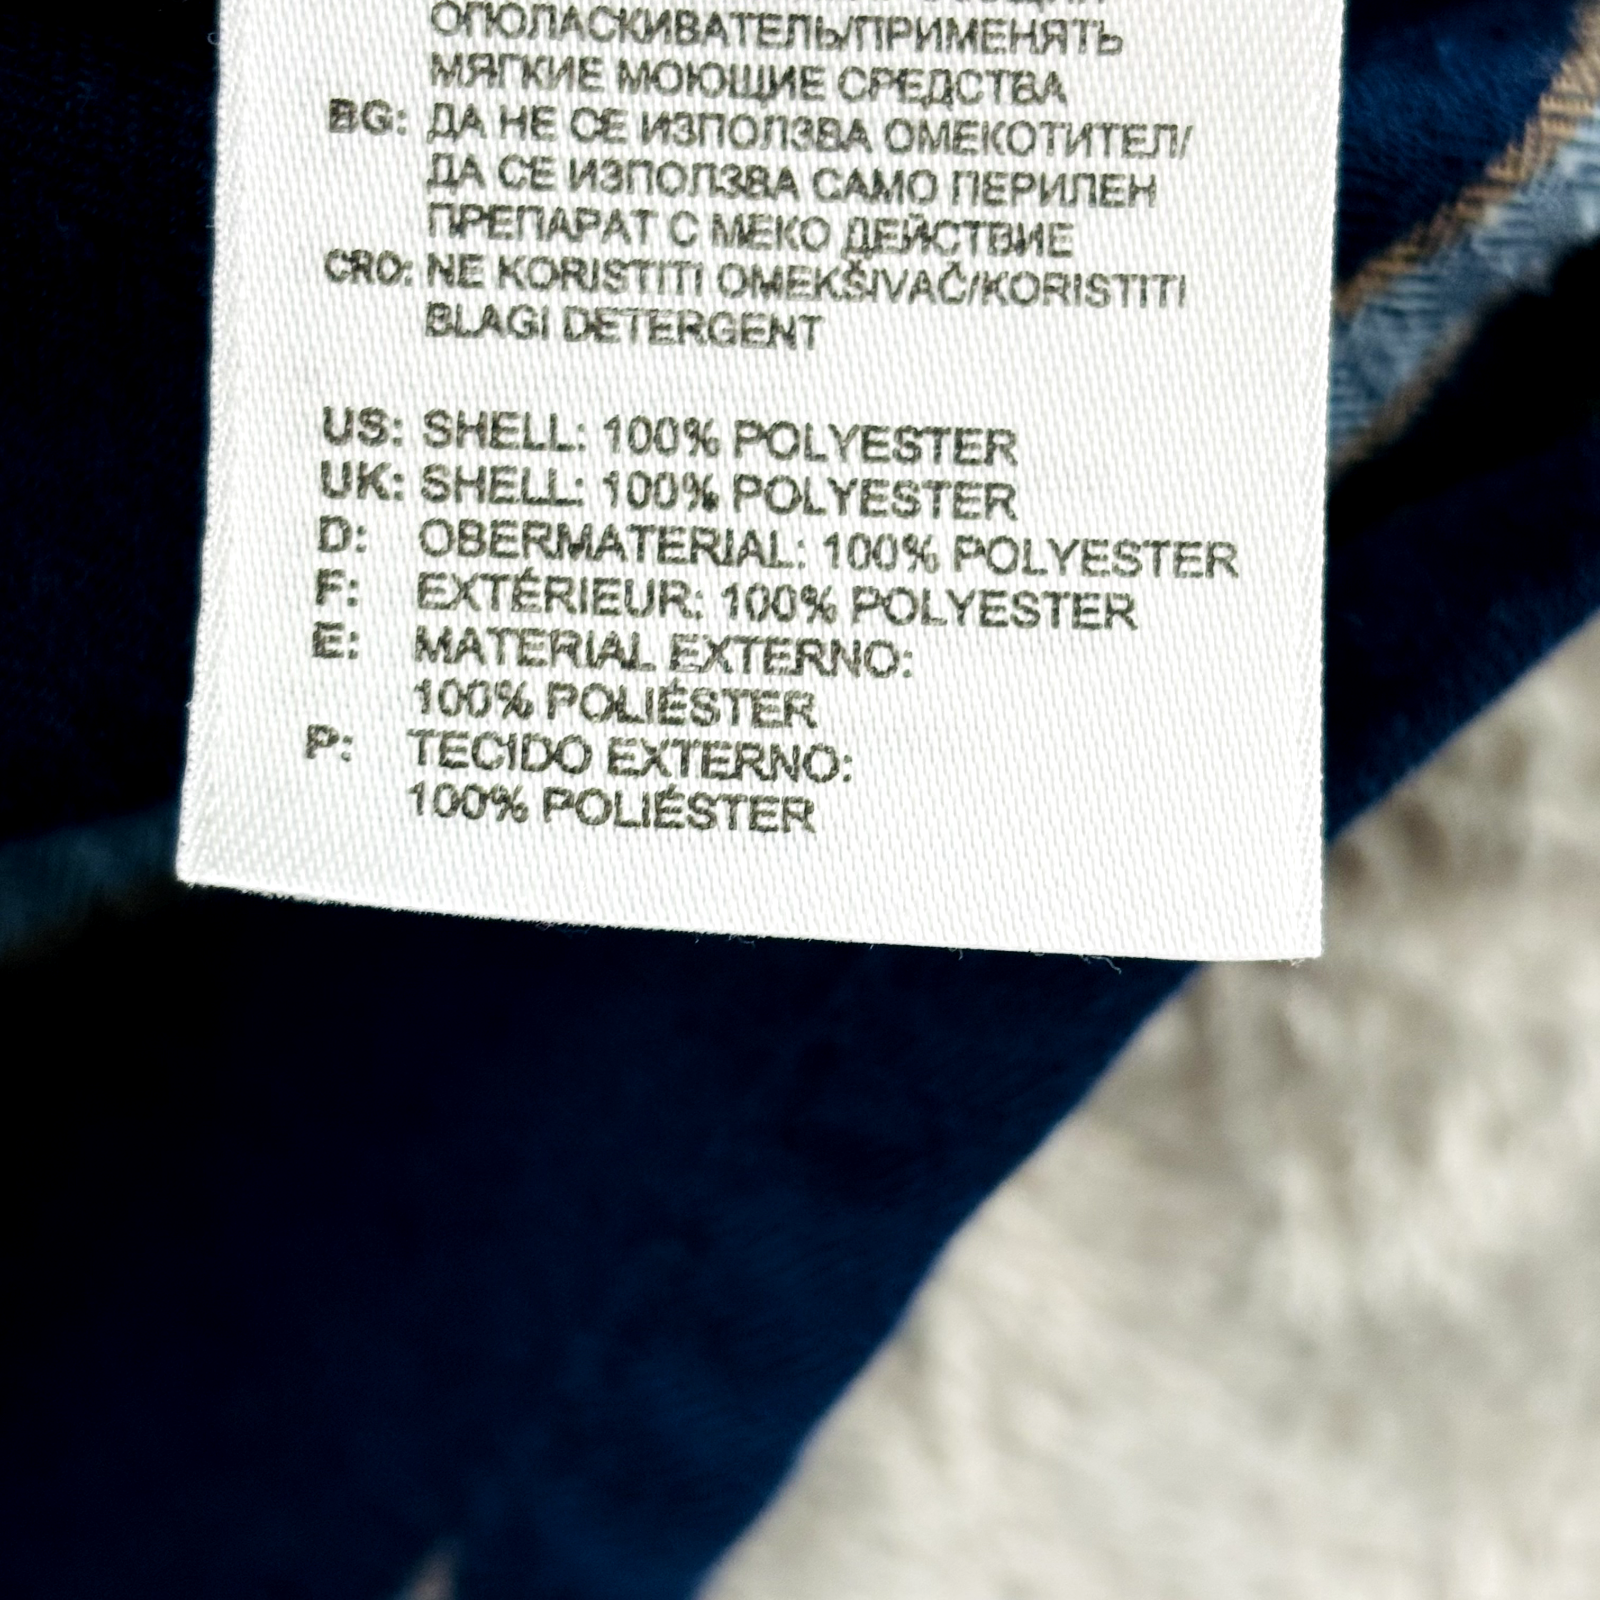 ОПОЛАСКИВАТЕЛЬ/ПРИМЕНЯТЬ
МЯГКИЕ МОЮЩИЕ СРЕДСТВА
BG: ДА НЕ СЕ ИЗПОЛЗВА ОМЕКОТИТЕЛ/
ДА СЕ ИЗПОЛЗВА САМО ПЕРИЛЕН
ПРЕПАРАТ С МЕКО ДЕЙСТВИЕ
CRO: NE KORISTITI OMEKŠIVAČ/KORISTITI
BLAGI DETERGENT
US: SHELL: 100% POLYESTER
UK: SHELL: 100% POLYESTER
D: OBERMATERIAL: 100% POLYESTER
F: EXTÉRIEUR: 100% POLYESTER
E: MATERIAL EXTERNO:
100% POLIÉSTER
P: TECIDO EXTERNO:
100% POLIÉSTER